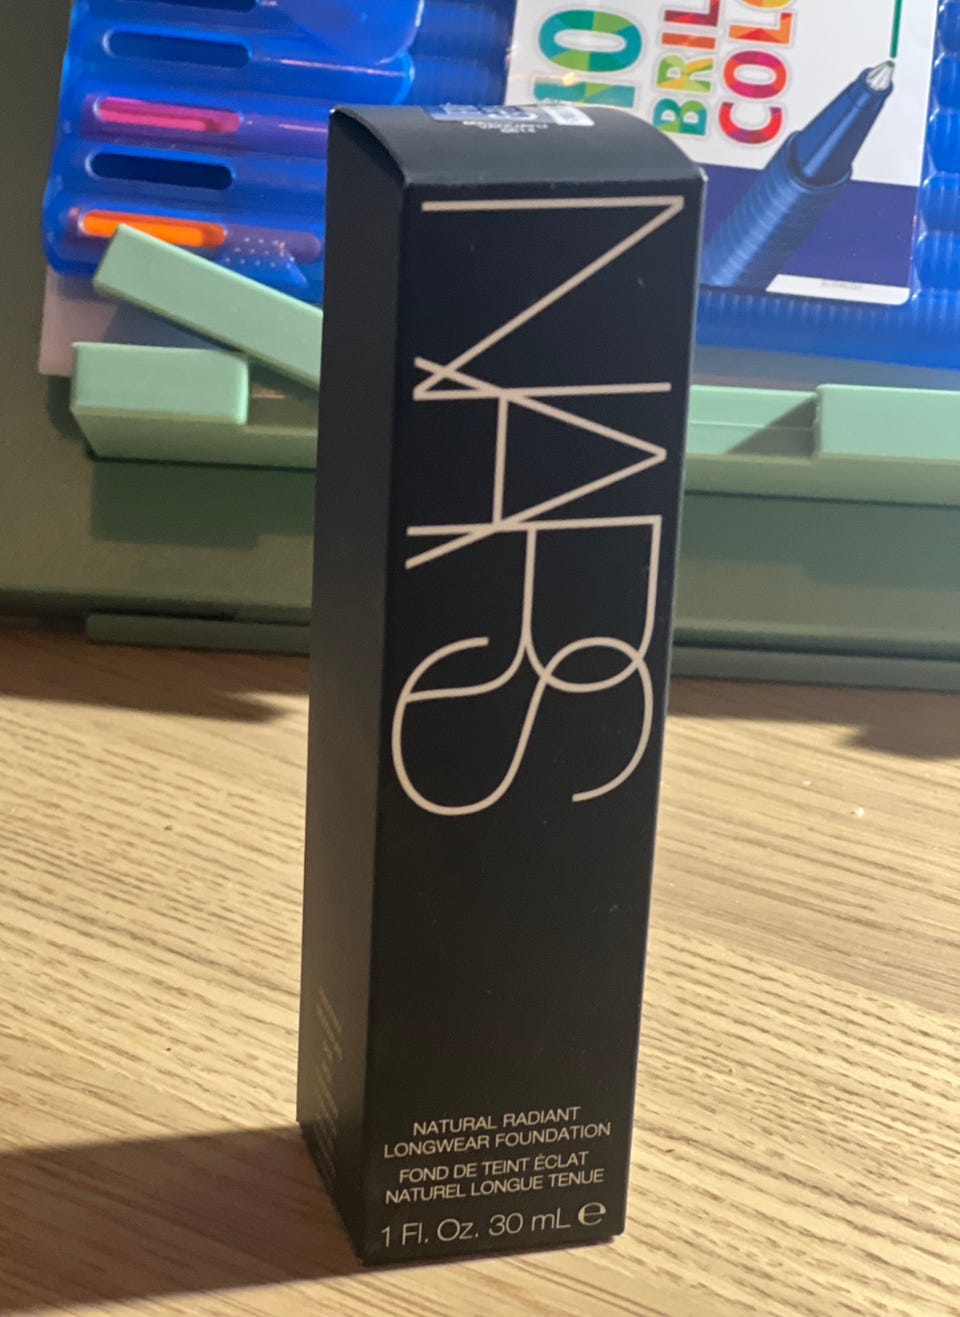 NARS
NATURAL RADIANT
LONGWEAR FOUNDATION
FOND DE TEINT ÉCLAT
NATUREL LONGUE TENUE
1 Fl. Oz. 30 mL ℮
10
BRIL
COLO